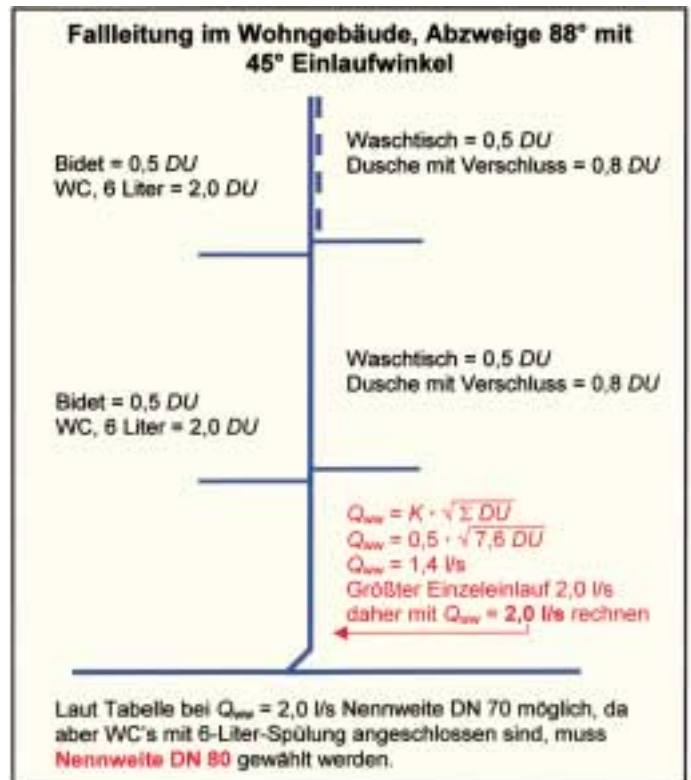 Fallleitung im Wohngebäude, Abzweige 88° mit
45° Einlaufwinkel
Bidet = 0,5 DU
WC, 6 Liter = 2,0 DU
Waschtisch = 0,5 DU
Dusche mit Verschluss = 0,8 DU
Bidet = 0,5 DU
WC, 6 Liter = 2,0 DU
Waschtisch = 0,5 DU
Dusche mit Verschluss = 0,8 DU
Qww = K · √Σ DU
Qww = 0,5 · √7,6 DU
Qww = 1,4 l/s
Größter Einzeleinlauf 2,0 l/s
daher mit Qww = 2,0 l/s rechnen
Laut Tabelle bei Qww = 2,0 l/s Nennweite DN 70 möglich, da
aber WC's mit 6-Liter-Spülung angeschlossen sind, muss
Nennweite DN 80 gewählt werden.